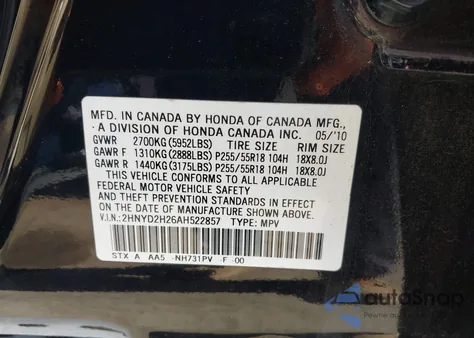 MFD. IN CANADA BY HONDA OF CANADA MFG.,
A DIVISION OF HONDA CANADA INC. 05/'10
GVWR 2700KG(5952LBS) TIRE SIZE RIM SIZE
GAWR F 1310KG(2888LBS) P255/55R18 104H 18X8.0J
GAWR R 1440KG(3175LBS) P255/55R18 104H 18X8.0J
THIS VEHICLE CONFORMS TO ALL APPLICABLE
FEDERAL MOTOR VEHICLE SAFETY AND
THEFT PREVENTION STANDARDS IN EFFECT
ON THE DATE OF MANUFACTURE SHOWN ABOVE.
V.I.N: 2HNYD2H26AH522857 TYPE: MPV
STX A AA5 NH731PV -F -00
autoSnap